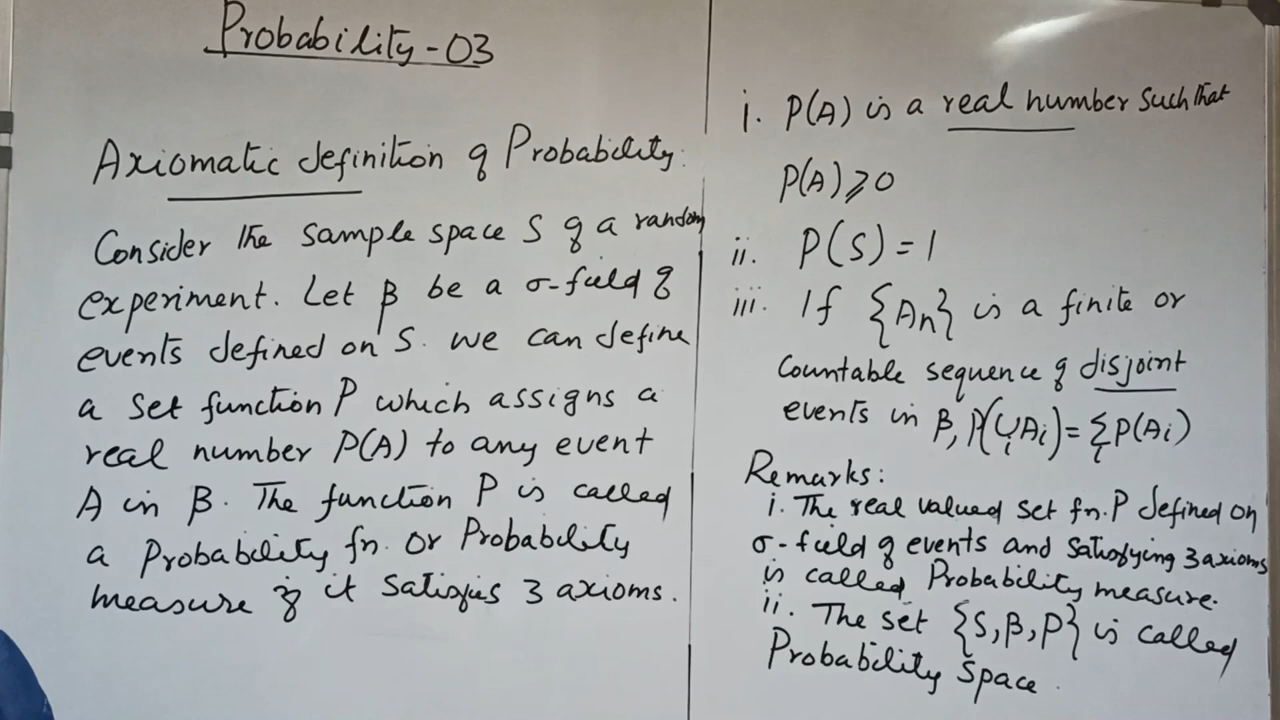 Probability-03
Axiomatic definition of Probability:
Consider the sample space S of a random
experiment. Let β be a σ-field of
events defined on S. we can define
a set function P which assigns a
real number P(A) to any event
A in β. The function P is called
a Probability fn. or Probability
measure if it satisfies 3 axioms.
i. P(A) is a real number such that
P(A)⩾0
ii. P(S)=1
iii. If {An} is a finite or
countable sequence of disjoint
events in β, P(∪Ai)=ΣP(Ai)
Remarks:
i. The real valued set fn. P defined on
σ-field of events and satisfying 3 axioms
is called Probability measure.
ii. The set {S, β, P} is called
Probability space.